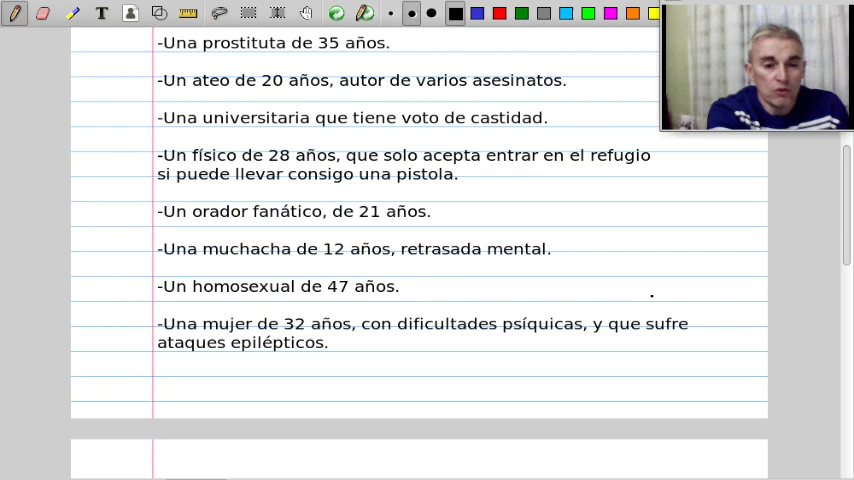 -Una prostituta de 35 años.
-Un ateo de 20 años, autor de varios asesinatos.
-Una universitaria que tiene voto de castidad.
-Un físico de 28 años, que solo acepta entrar en el refugio
si puede llevar consigo una pistola.
-Un orador fanático, de 21 años.
-Una muchacha de 12 años, retrasada mental.
-Un homosexual de 47 años.
-Una mujer de 32 años, con dificultades psíquicas, y que sufre
ataques epilépticos.